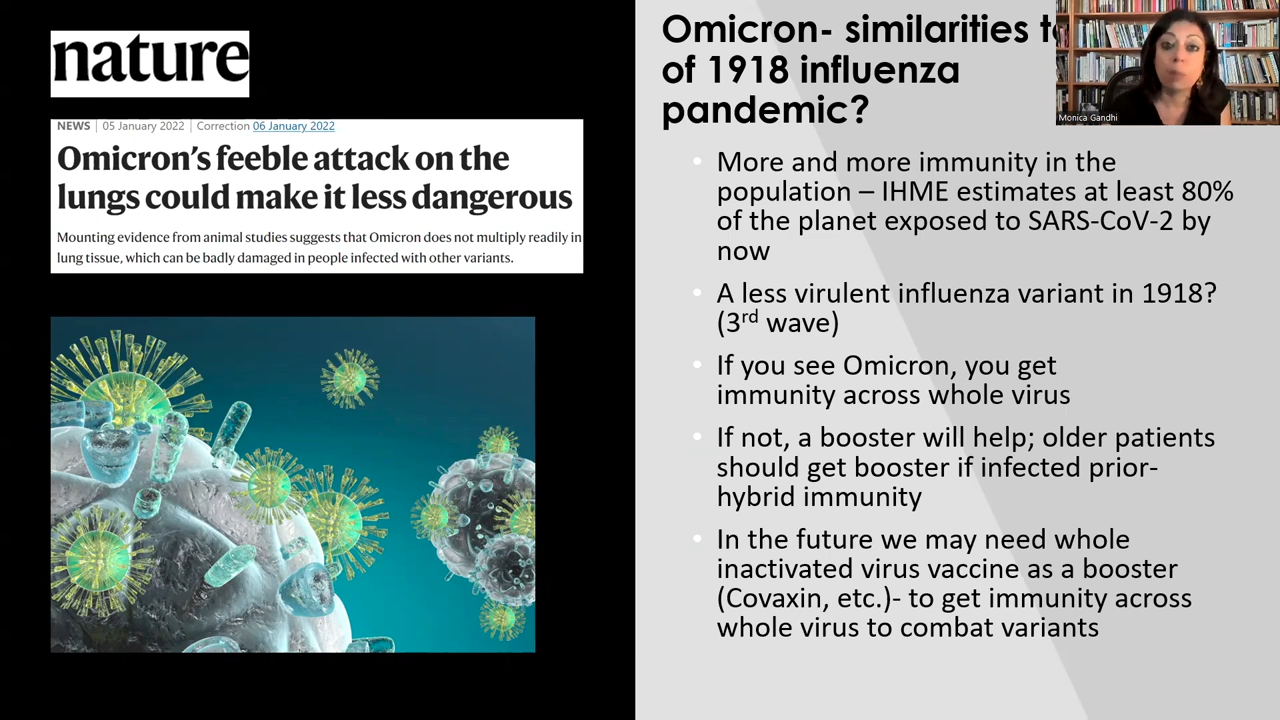 nature
NEWS | 05 January 2022 | Correction 06 January 2022
Omicron's feeble attack on the
lungs could make it less dangerous
Mounting evidence from animal studies suggests that Omicron does not multiply readily in
lung tissue, which can be badly damaged in people infected with other variants.
Omicron- similarities
of 1918 influenza
pandemic?
Monica Gandhi
• More and more immunity in the
population – IHME estimates at least 80%
of the planet exposed to SARS-CoV-2 by
now
• A less virulent influenza variant in 1918?
(3rd wave)
• If you see Omicron, you get
immunity across whole virus
• If not, a booster will help; older patients
should get booster if infected prior-
hybrid immunity
• In the future we may need whole
inactivated virus vaccine as a booster
(Covaxin, etc.)- to get immunity across
whole virus to combat variants